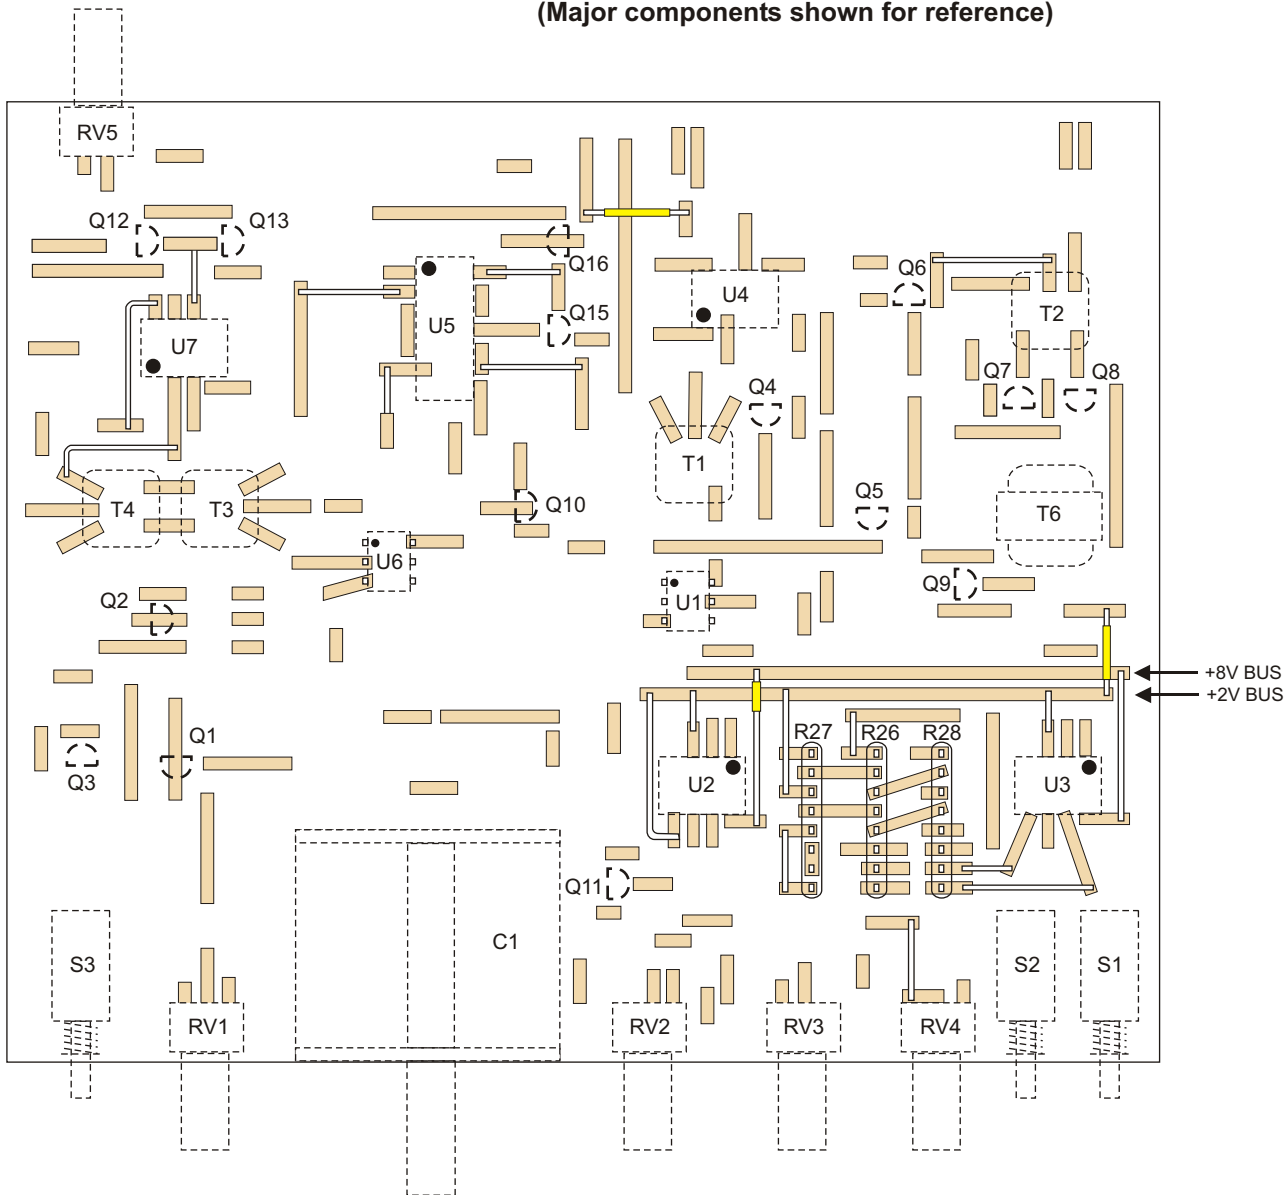 (Major components shown for reference)
RV5
Q12
Q13
Q16
Q6
U4
T2
U5
Q15
U7
Q7
Q8
Q4
T1
Q5
T4
T3
Q10
T6
U6
Q9
Q2
U1
+8V BUS
+2V BUS
R27
R26
R28
Q1
Q3
U2
U3
Q11
C1
S3
S2
S1
RV1
RV2
RV3
RV4